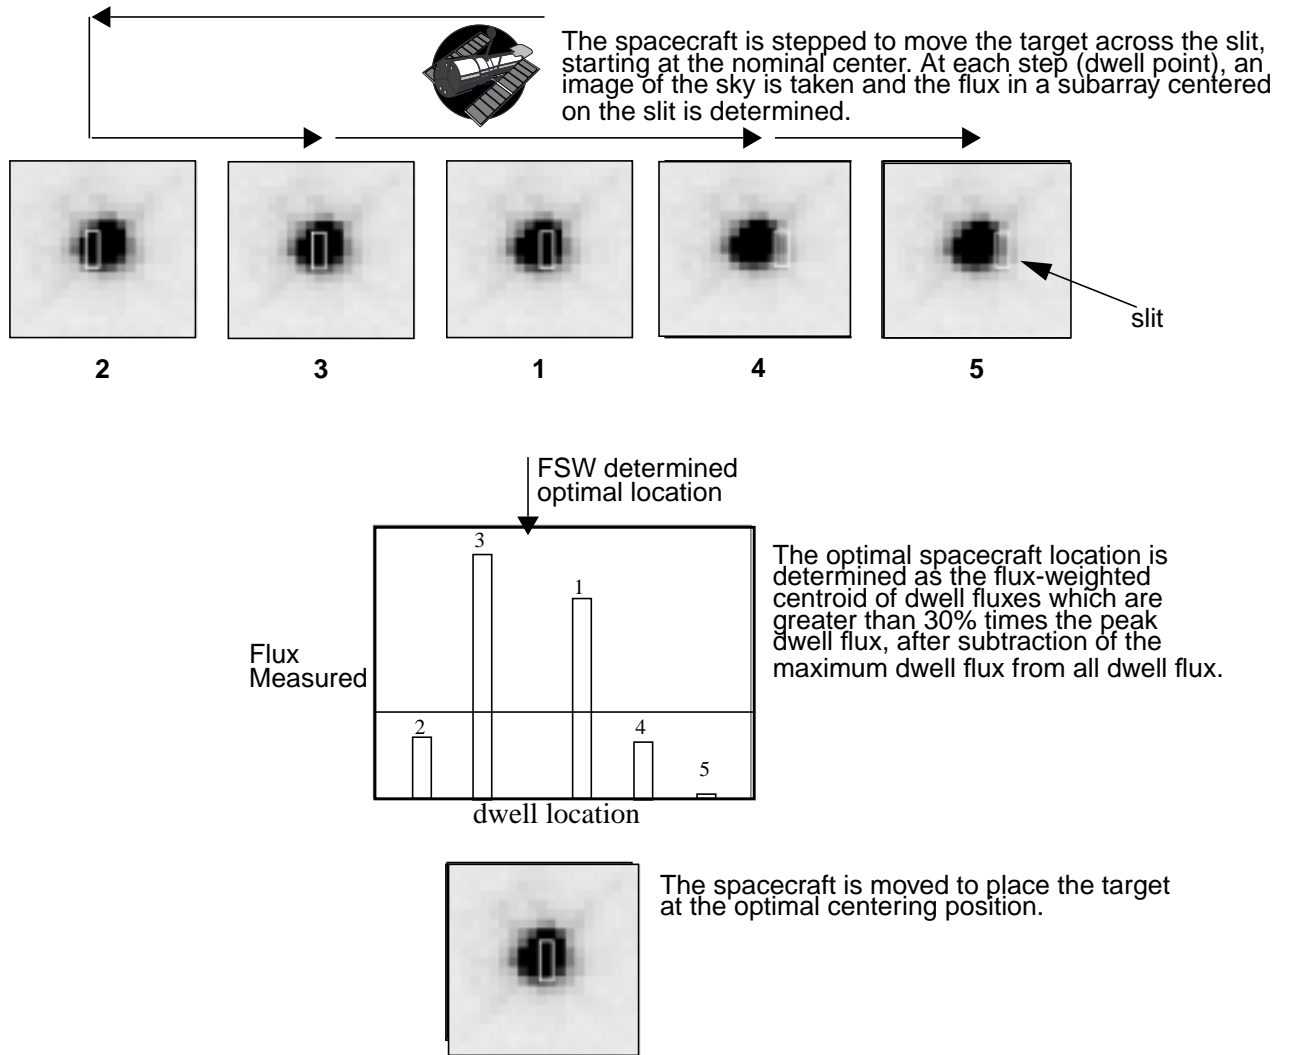 The spacecraft is stepped to move the target across the slit,
starting at the nominal center. At each step (dwell point), an
image of the sky is taken and the flux in a subarray centered
on the slit is determined.
slit
2
3
1
4
5
FSW determined
optimal location
3
1
2
4
5
Flux
Measured
dwell location
The optimal spacecraft location is
determined as the flux-weighted
centroid of dwell fluxes which are
greater than 30% times the peak
dwell flux, after subtraction of the
maximum dwell flux from all dwell flux.
The spacecraft is moved to place the target
at the optimal centering position.